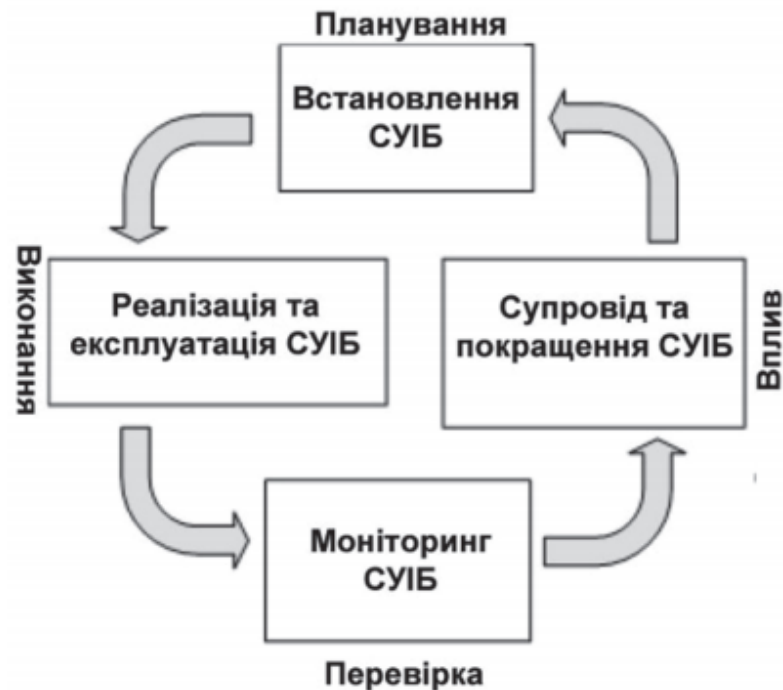 Планування
Встановлення
СУІБ
Виконання
Реалізація та
експлуатація СУІБ
Супровід та
покращення СУІБ
Вплив
Моніторинг
СУІБ
Перевірка